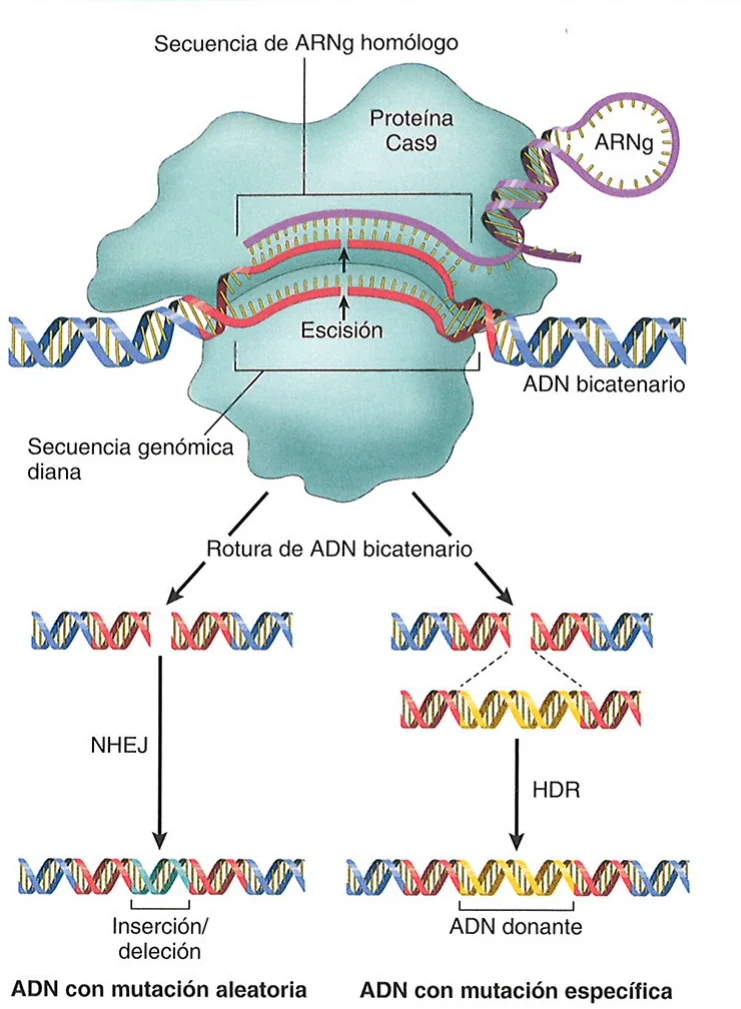 Secuencia de ARNg homólogo
Proteína
Cas9
ARNg
Escisión
ADN bicatenario
Secuencia genómica
diana
Rotura de ADN bicatenario
NHEJ
HDR
Inserción/
deleción
ADN donante
ADN con mutación aleatoria
ADN con mutación específica